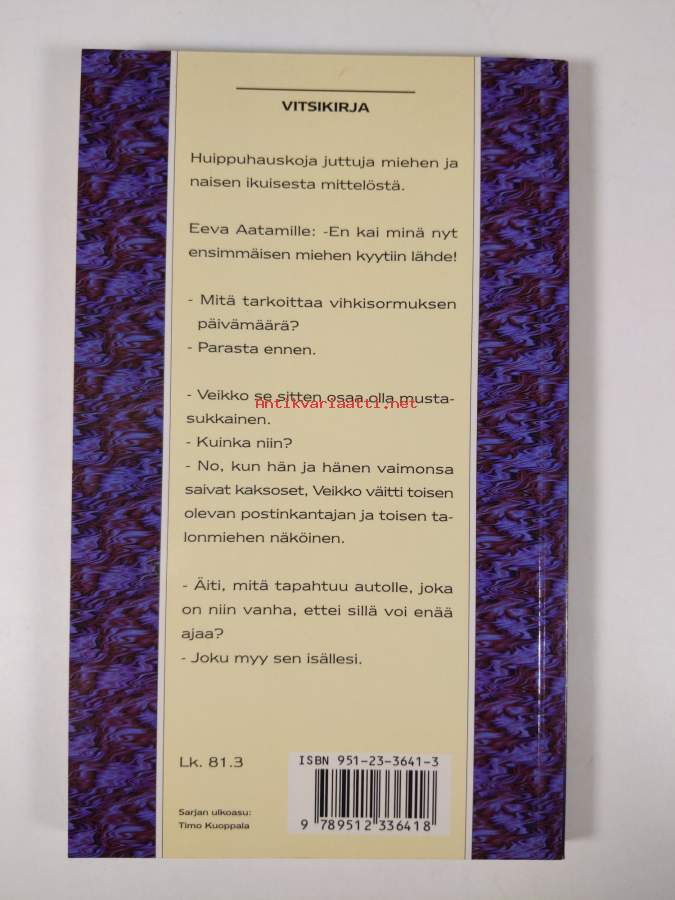 VITSIKIRJA
Huippuhauskoja juttuja miehen ja
naisen ikuisesta mittelöstä.
Eeva Aatamille: -En kai minä nyt
ensimmäisen miehen kyytiin lähde!
- Mitä tarkoittaa vihkisormuksen
päivämäärä?
- Parasta ennen.
- Veikko se sitten osaa olla musta-
Antikvariaatti.net
sukkainen.
- Kuinka niin?
- No, kun hän ja hänen vaimonsa
saivat kaksoset, Veikko väitti toisen
olevan postinkantajan ja toisen ta-
lonmiehen näköinen.
- Äiti, mitä tapahtuu autolle, joka
on niin vanha, ettei sillä voi enää
ajaa?
- Joku myy sen isällesi.
Lk. 81.3
ISBN 951-23-3641-3
Sarjan ulkoasu:
Timo Kuoppala
9 789512 336418